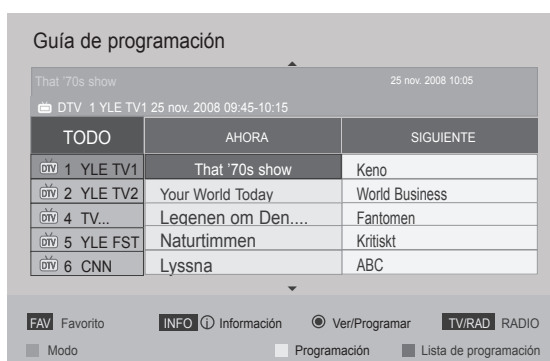 Guía de programación
That '70s show 25 nov. 2008 10:05
DTV 1 YLE TV1 25 nov. 2008 09:45-10:15
TODO AHORA SIGUIENTE
DTV 1 YLE TV1 That '70s show Keno
DTV 2 YLE TV2 Your World Today World Business
DTV 4 TV... Legenen om Den.... Fantomen
DTV 5 YLE FST Naturtimmen Kritiskt
DTV 6 CNN Lyssna ABC
FAV Favorito INFO i Información Ver/Programar TV/RAD RADIO
Modo Programación Lista de programación